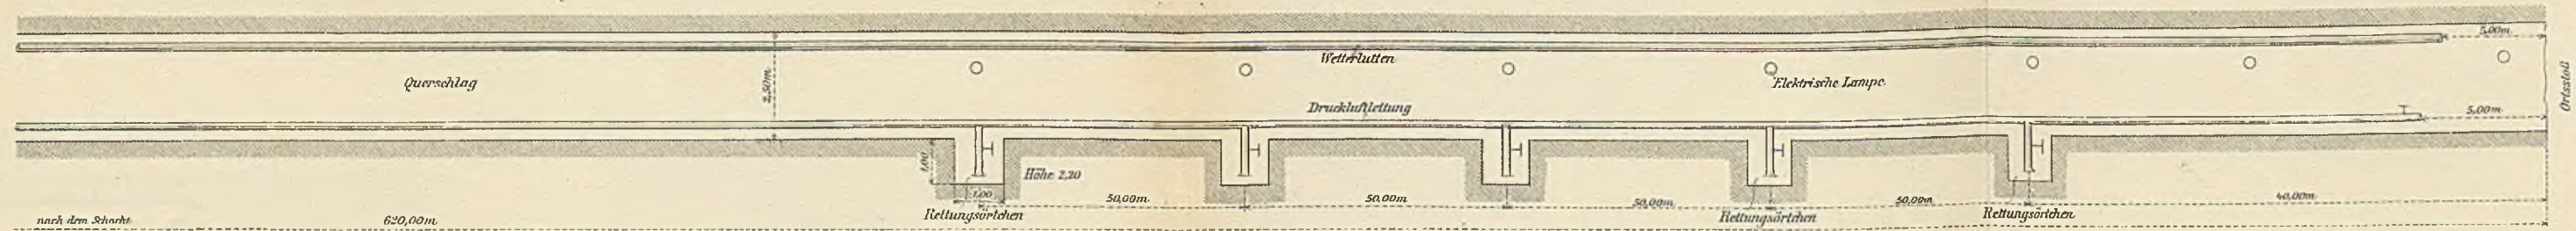 5,00m
Wetterlutten
Querschlag
2,50m
Elektrische Lampe.
Ortsstoß
Druckluftleitung
5,00m
1,00
Höhe 2,20
1,00
50,00m.
50,00m.
50,00m.
50,00m
40,00m
Rettungsörtchen
Rettungsörtchen
Rettungsörtchen
nach dem Schacht
620,00m